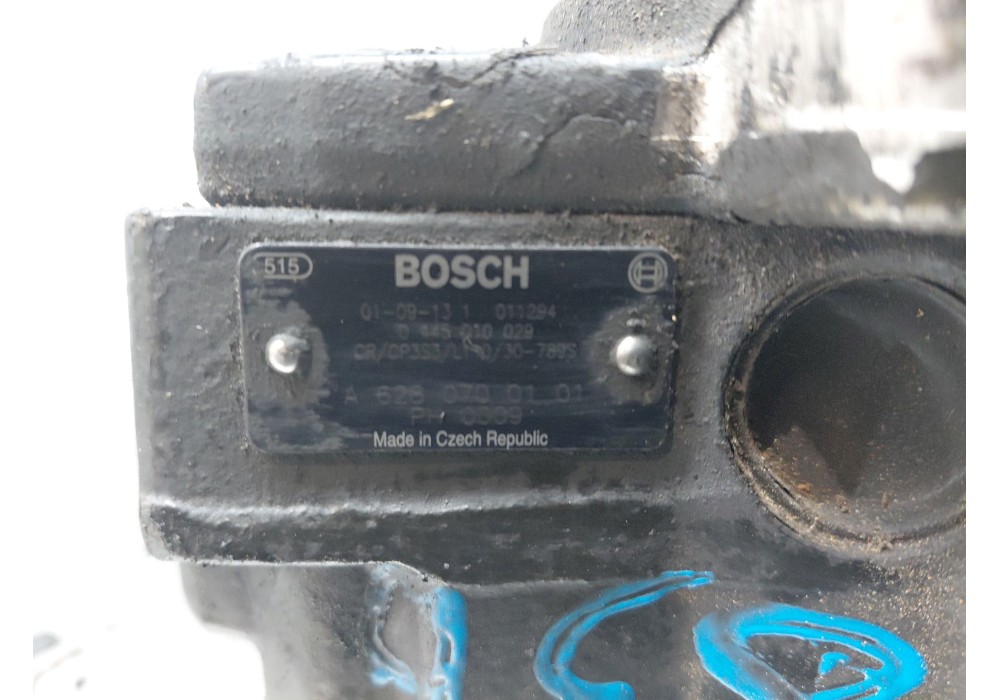 515 BOSCH
01-09-13 1 011294
0 445 010 029
CR/CP3S3/L110/30-789S
A 628 070 01 01
PH 0399
Made in Czech Republic